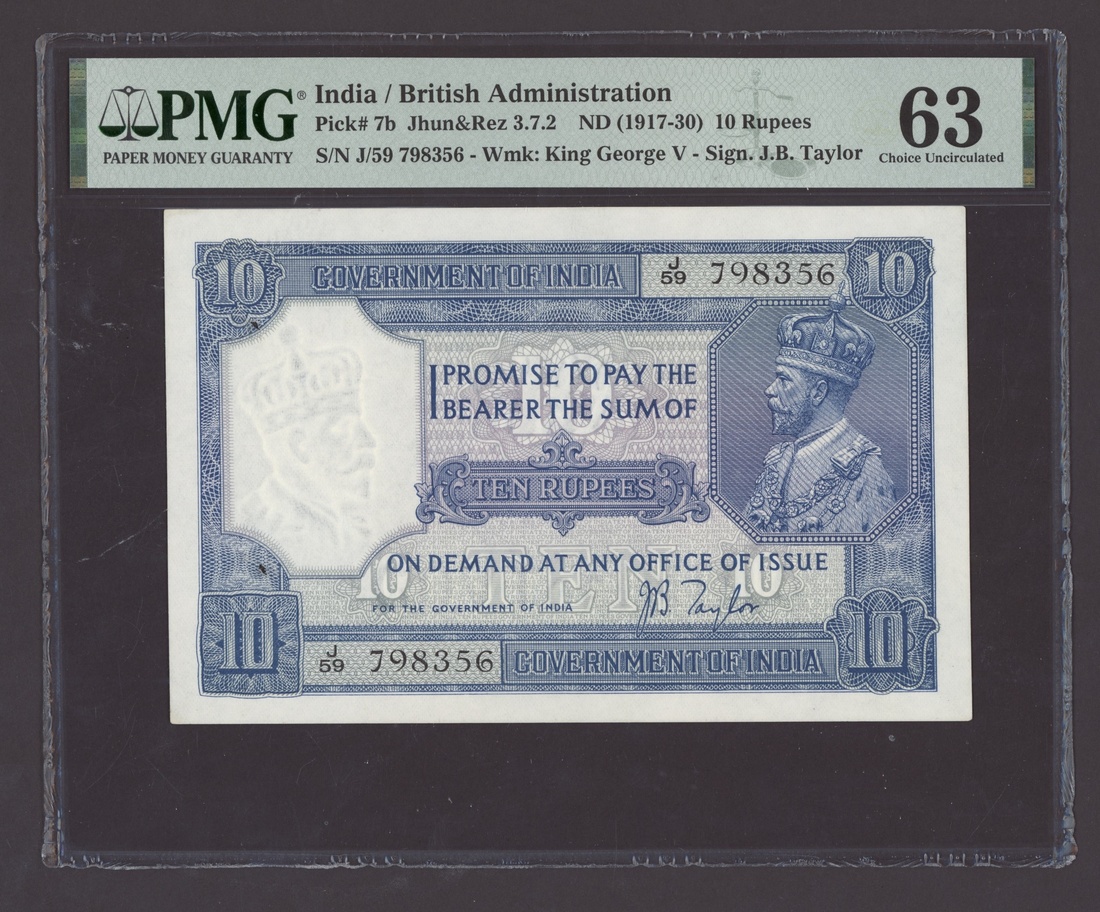 PMG®
PAPER MONEY GUARANTY
India / British Administration
Pick# 7b Jhun&Rez 3.7.2 ND (1917-30) 10 Rupees
S/N J/59 798356 - Wmk: King George V - Sign. J.B. Taylor
63
Choice Uncirculated
10 GOVERNMENT OF INDIA J/59 798356 10
10
I PROMISE TO PAY THE
BEARER THE SUM OF
TEN RUPEES
ON DEMAND AT ANY OFFICE OF ISSUE
10 TEN 10
FOR THE GOVERNMENT OF INDIA JB Taylor
10 J/59 798356 GOVERNMENT OF INDIA 10